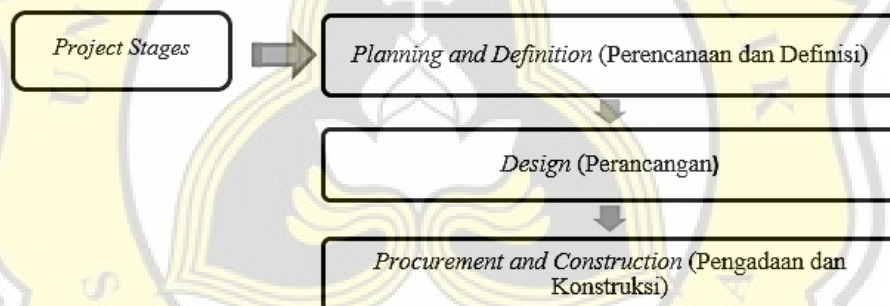 Project Stages
Planning and Definition (Perencanaan dan Definisi)
Design (Perancangan)
Procurement and Construction (Pengadaan dan
Konstruksi)